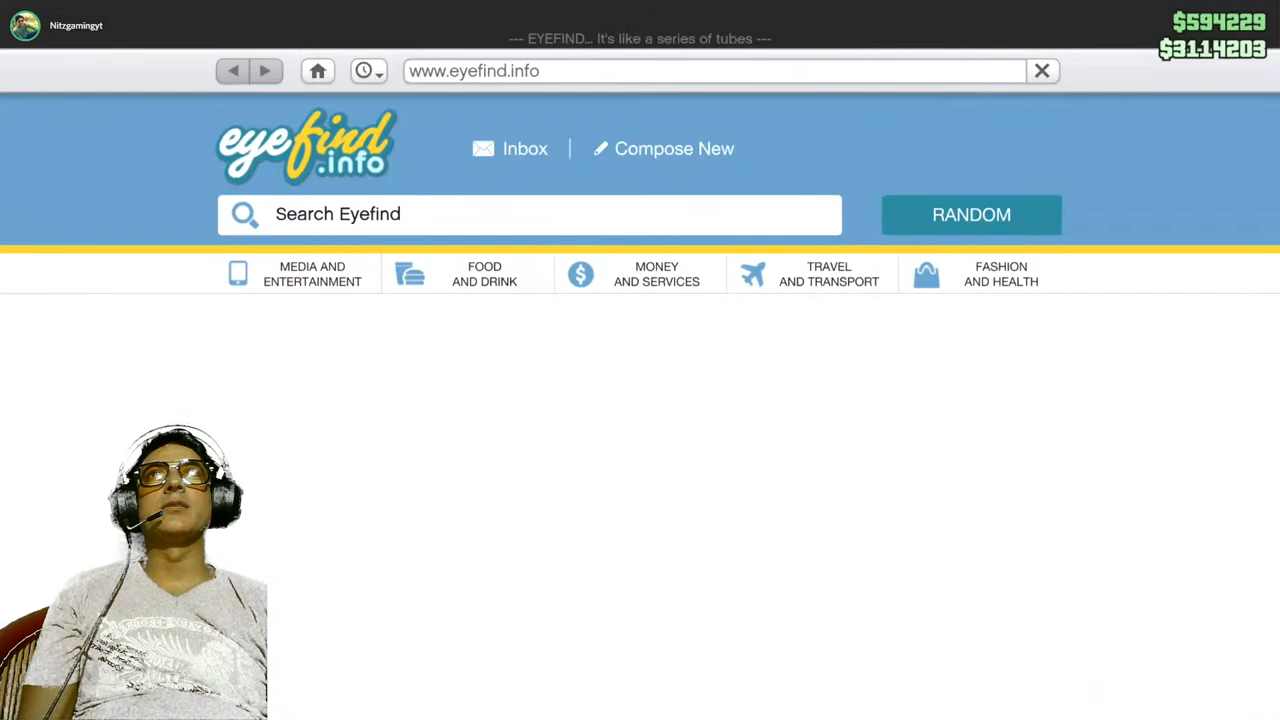 Nitzgamingyt
$594229
--- EYEFIND... It's like a series of tubes ---
$3114203
www.eyefind.info
eyefind
.info
Inbox
Compose New
Search Eyefind
RANDOM
MEDIA AND
ENTERTAINMENT
FOOD
AND DRINK
MONEY
AND SERVICES
TRAVEL
AND TRANSPORT
FASHION
AND HEALTH